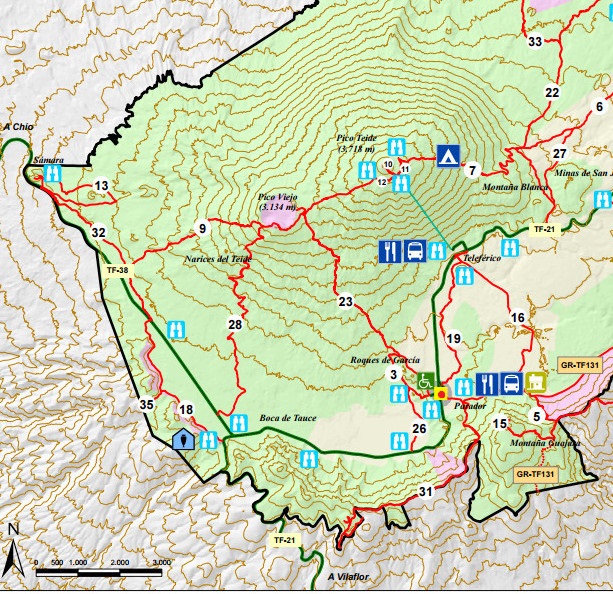 33
22
6
A Chio
Pico Teide
(3.718 m)
27
Sámara
10
11
12
7
Minas de San J
13
Montaña Blanca
Pico Viejo
(3.134 m)
9
32
TF-21
Narices del Teide
Teleférico
TF-38
23
16
28
19
Roques de García
GR-TF131
3
35
18
Parador
Boca de Tauce
26
15
5
Montaña Guajara
GR-TF131
31
N
TF-21
0 500 1.000 2.000 3.000
A Vilaflor